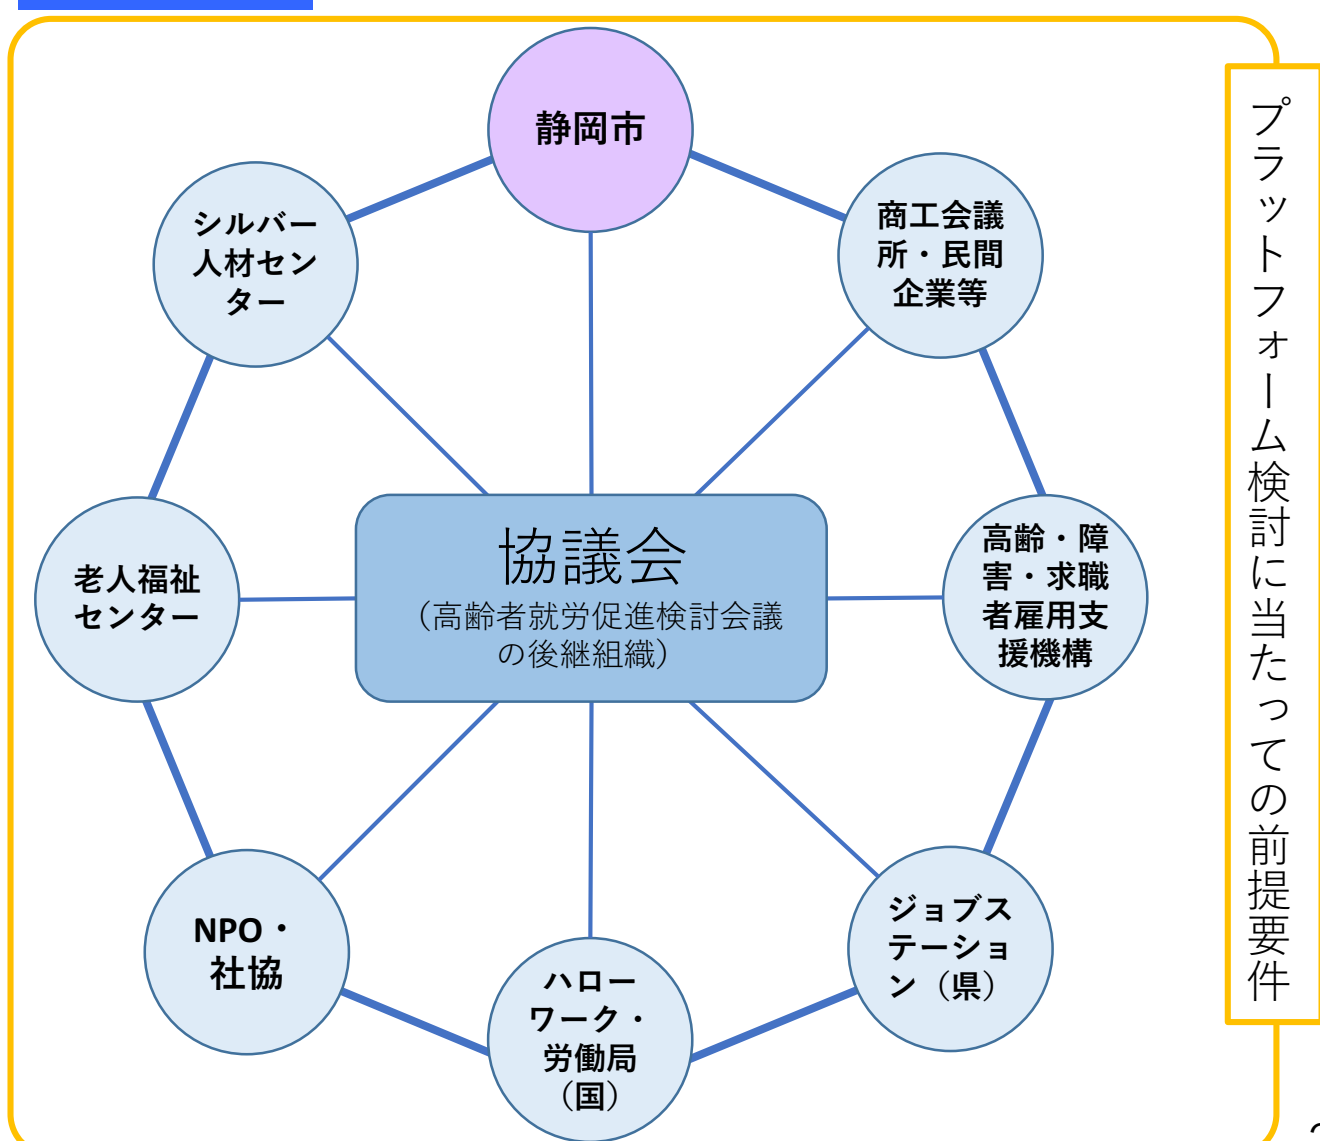 静岡市
シルバー
人材セン
ター
商工会議
所・民間
企業等
プラットフォーム検討に当たっての前提要件
協議会
（高齢者就労促進検討会議
の後継組織）
老人福祉
センター
高齢・障
害・求職
者雇用支
援機構
NPO・
社協
ハロー
ワーク・
労働局
（国）
ジョブス
テーショ
ン（県）